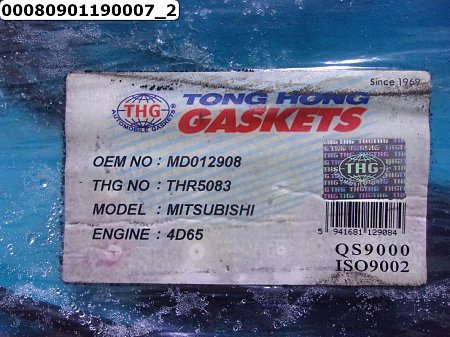 00080901190007_2
Since 1969
THG
AUTOMOBILE GASKETS®
TONG HONG
GASKETS
OEM NO : MD012908
THG NO : THR5083
MODEL : MITSUBISHI
ENGINE : 4D65
THG
5 941681 129084
QS9000
ISO9002